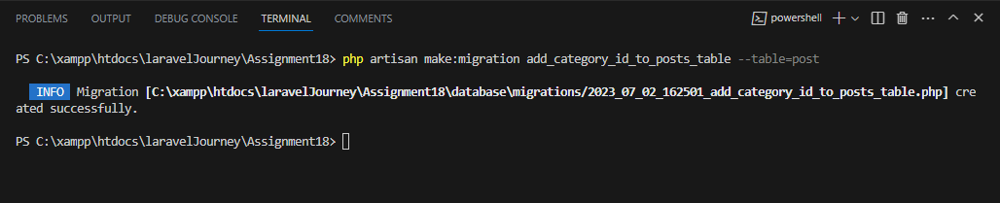 PROBLEMS OUTPUT DEBUG CONSOLE TERMINAL COMMENTS powershell
PS C:\xampp\htdocs\laravelJourney\Assignment18> php artisan make:migration add_category_id_to_posts_table --table=post
INFO Migration [C:\xampp\htdocs\laravelJourney\Assignment18\database\migrations/2023_07_02_162501_add_category_id_to_posts_table.php] cre
ated successfully.
PS C:\xampp\htdocs\laravelJourney\Assignment18>